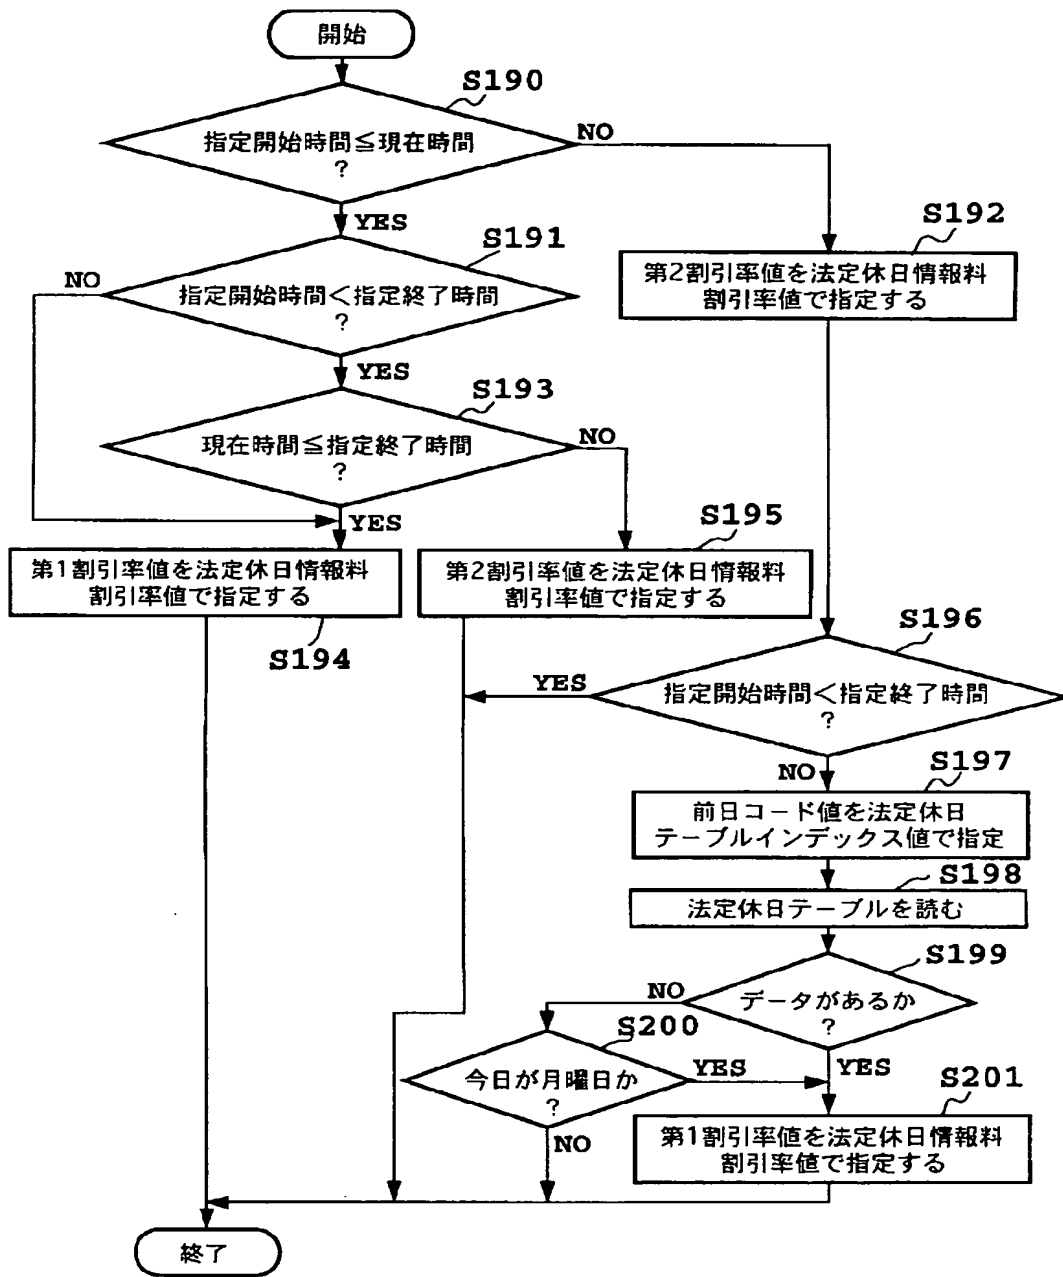 開始
S190
指定開始時間≦現在時間
?
NO
YES
S191
NO
指定開始時間<指定終了時間
?
YES
S192
第2割引率値を法定休日情報料
割引率値で指定する
S193
現在時間≦指定終了時間
?
NO
YES
S194
第1割引率値を法定休日情報料
割引率値で指定する
S195
第2割引率値を法定休日情報料
割引率値で指定する
S196
YES
指定開始時間<指定終了時間
?
NO
S197
前日コード値を法定休日
テーブルインデックス値で指定
S198
法定休日テーブルを読む
S199
NO
データがあるか
?
YES
S200
今日が月曜日か
?
YES
NO
S201
第1割引率値を法定休日情報料
割引率値で指定する
終了